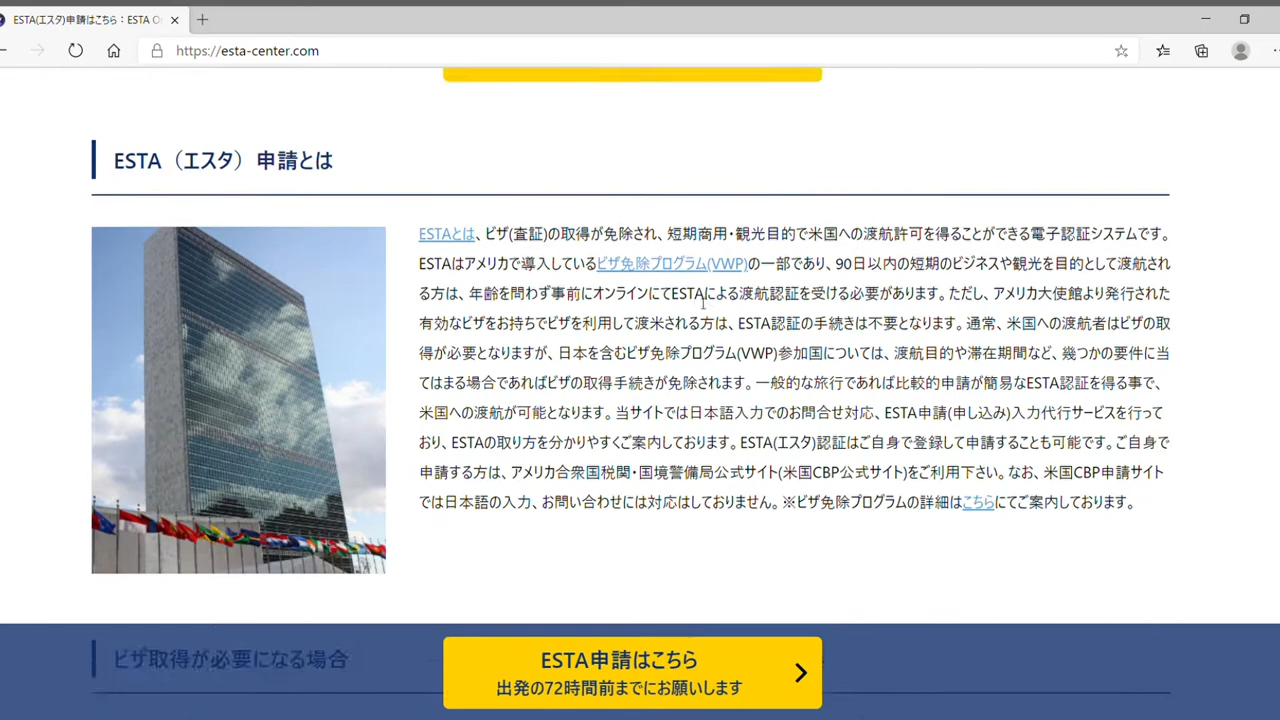 ESTA(エスタ)申請はこちら：ESTA O
https://esta-center.com
ESTA（エスタ）申請とは
ESTAとは、ビザ(査証)の取得が免除され、短期商用・観光目的で米国への渡航許可を得ることができる電子認証システムです。
ESTAはアメリカで導入しているビザ免除プログラム(VWP)の一部であり、90日以内の短期のビジネスや観光を目的として渡航され
る方は、年齢を問わず事前にオンラインにてESTAによる渡航認証を受ける必要があります。ただし、アメリカ大使館より発行された
有効なビザをお持ちでビザを利用して渡米される方は、ESTA認証の手続きは不要となります。通常、米国への渡航者はビザの取
得が必要となりますが、日本を含むビザ免除プログラム(VWP)参加国については、渡航目的や滞在期間など、幾つかの要件に当
てはまる場合であればビザの取得手続きが免除されます。一般的な旅行であれば比較的申請が簡易なESTA認証を得る事で、
米国への渡航が可能となります。当サイトでは日本語入力でのお問合せ対応、ESTA申請(申し込み)入力代行サービスを行って
おり、ESTAの取り方を分かりやすくご案内しております。ESTA(エスタ)認証はご自身で登録して申請することも可能です。ご自身で
申請する方は、アメリカ合衆国税関・国境警備局公式サイト(米国CBP公式サイト)をご利用下さい。なお、米国CBP申請サイト
では日本語の入力、お問い合わせには対応はしておりません。※ビザ免除プログラムの詳細はこちらにてご案内しております。
ビザ取得が必要になる場合
ESTA申請はこちら
出発の72時間前までにお願いします